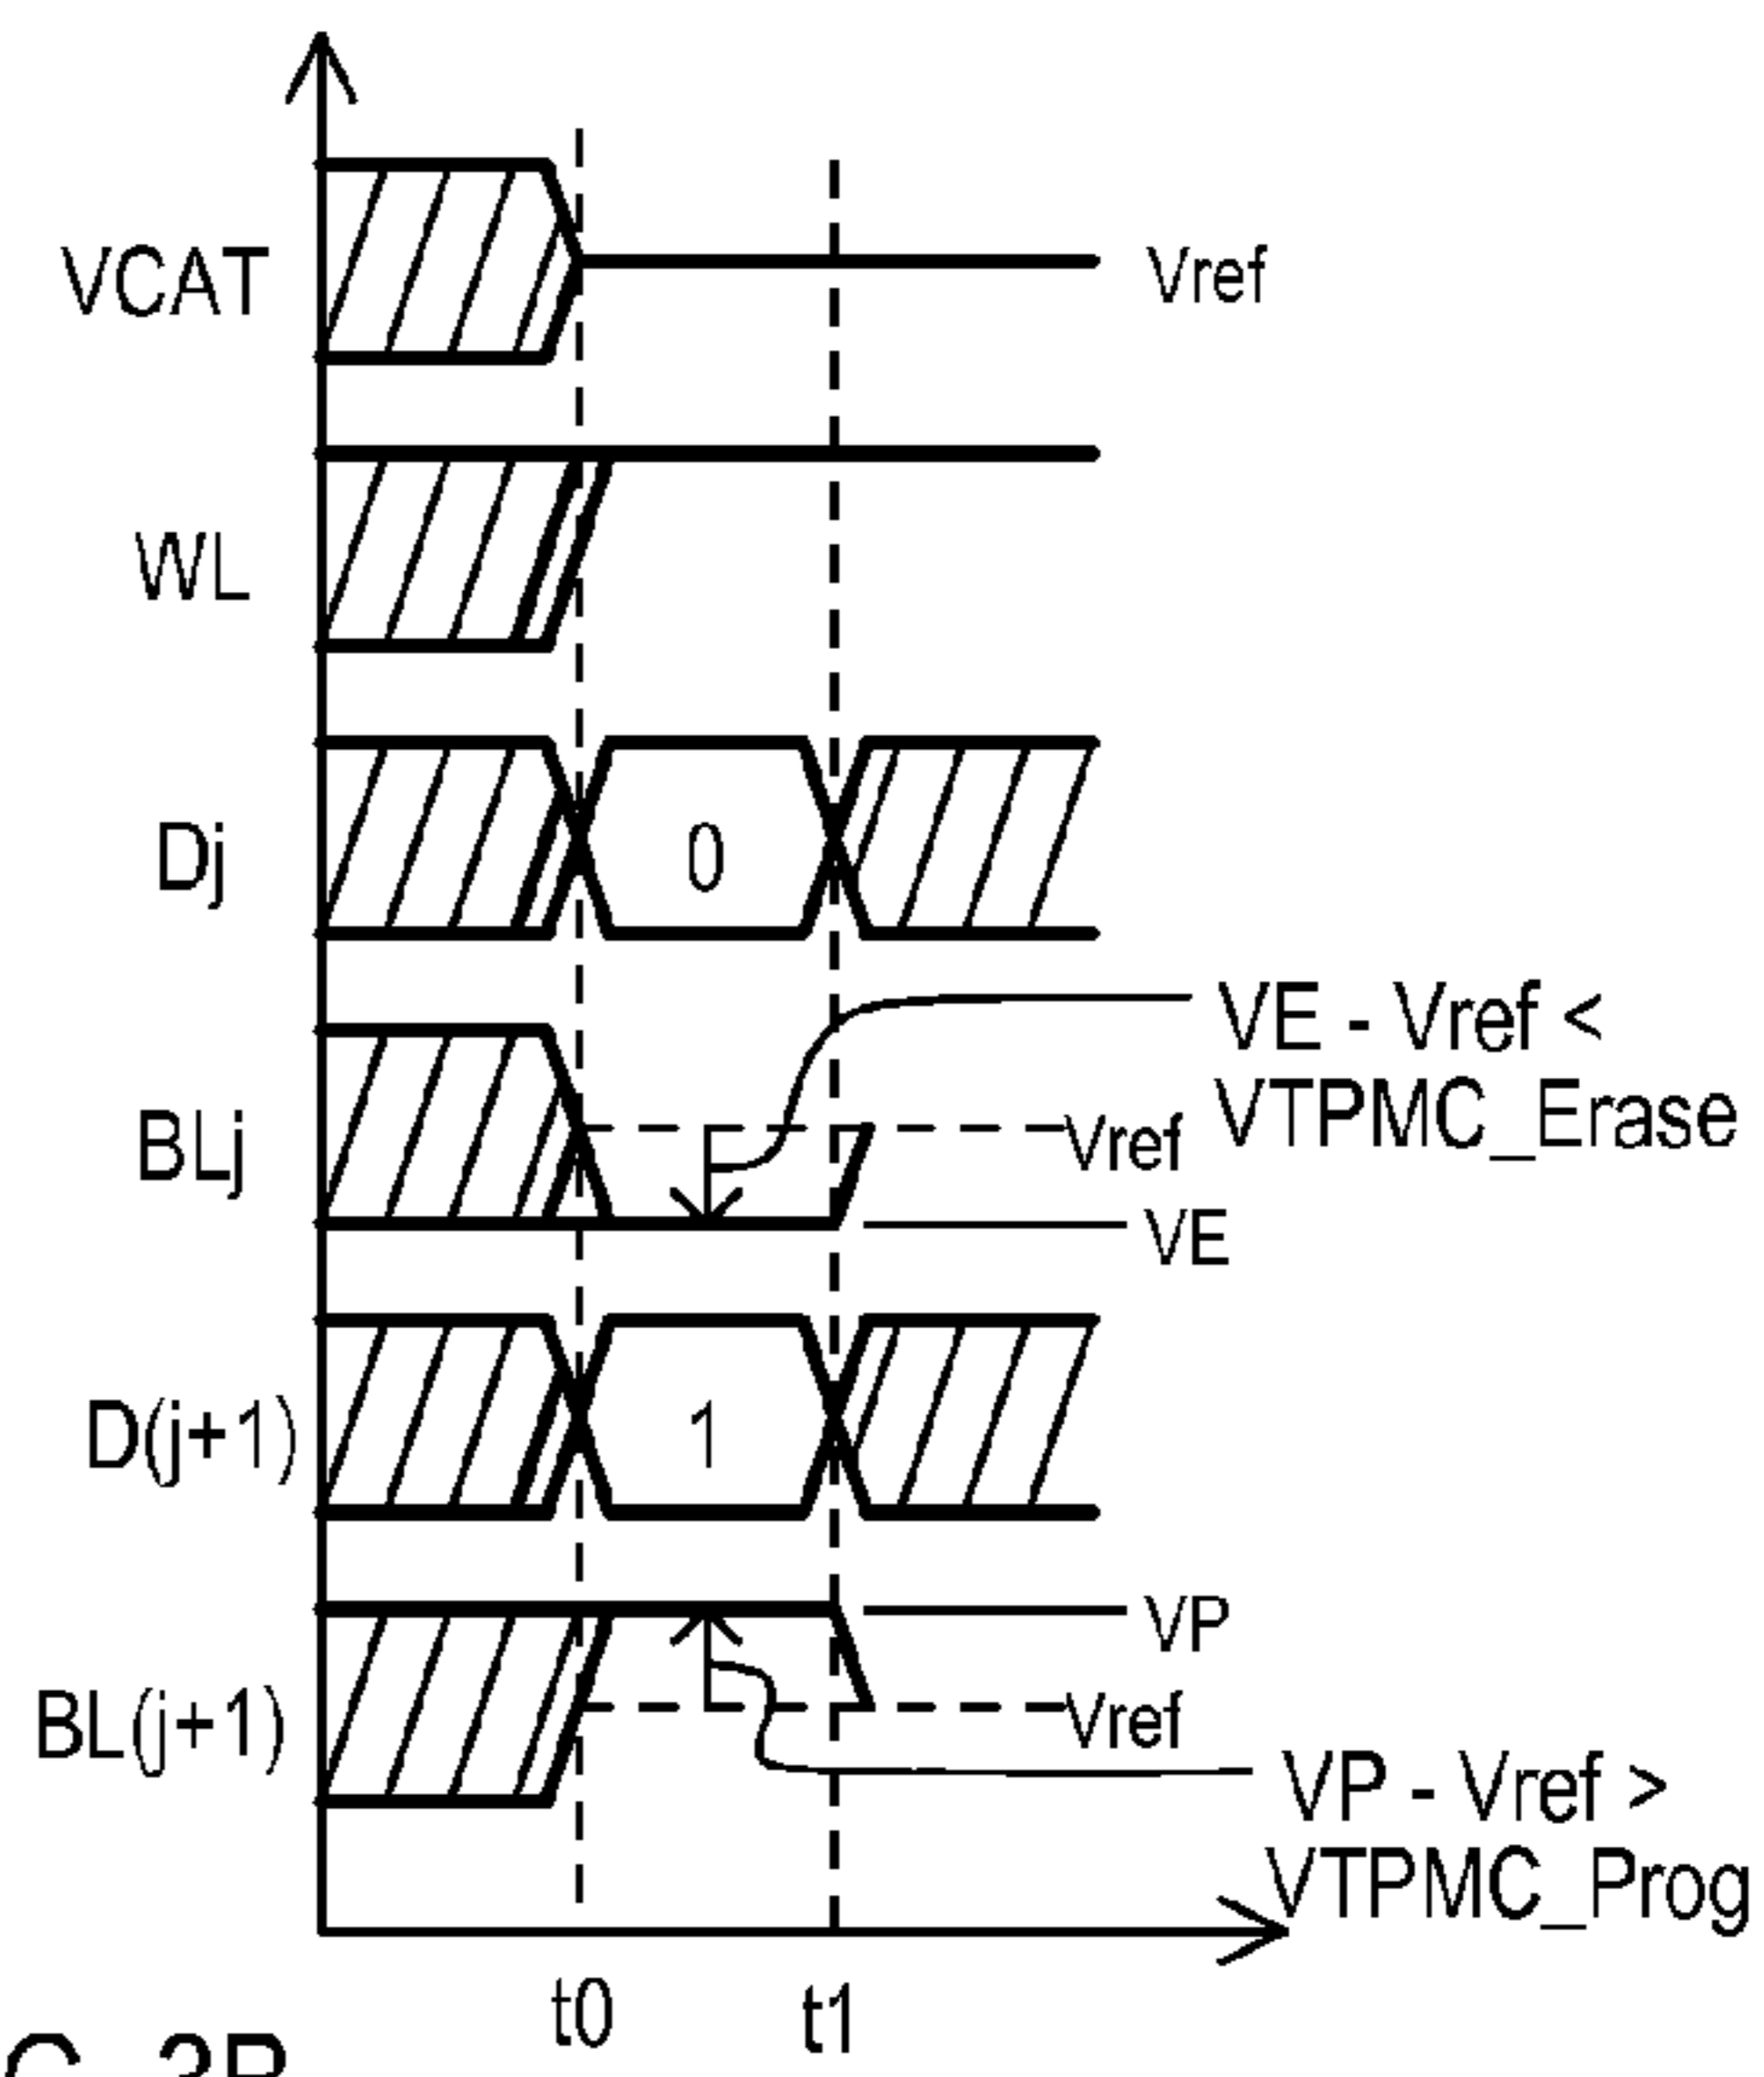 VCAT
Vref
WL
Dj
0
VE - Vref <
VTPMC_Erase
BLj
Vref
VE
D(j+1)
1
VP
BL(j+1)
Vref
VP - Vref >
VTPMC_Prog
t0
t1